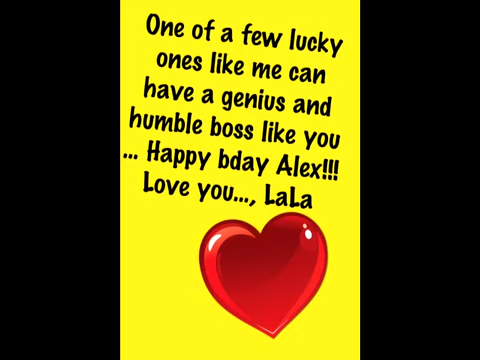 One of a few lucky
ones like me can
have a genius and
humble boss like you
... Happy bday Alex!!!
Love you..., LaLa